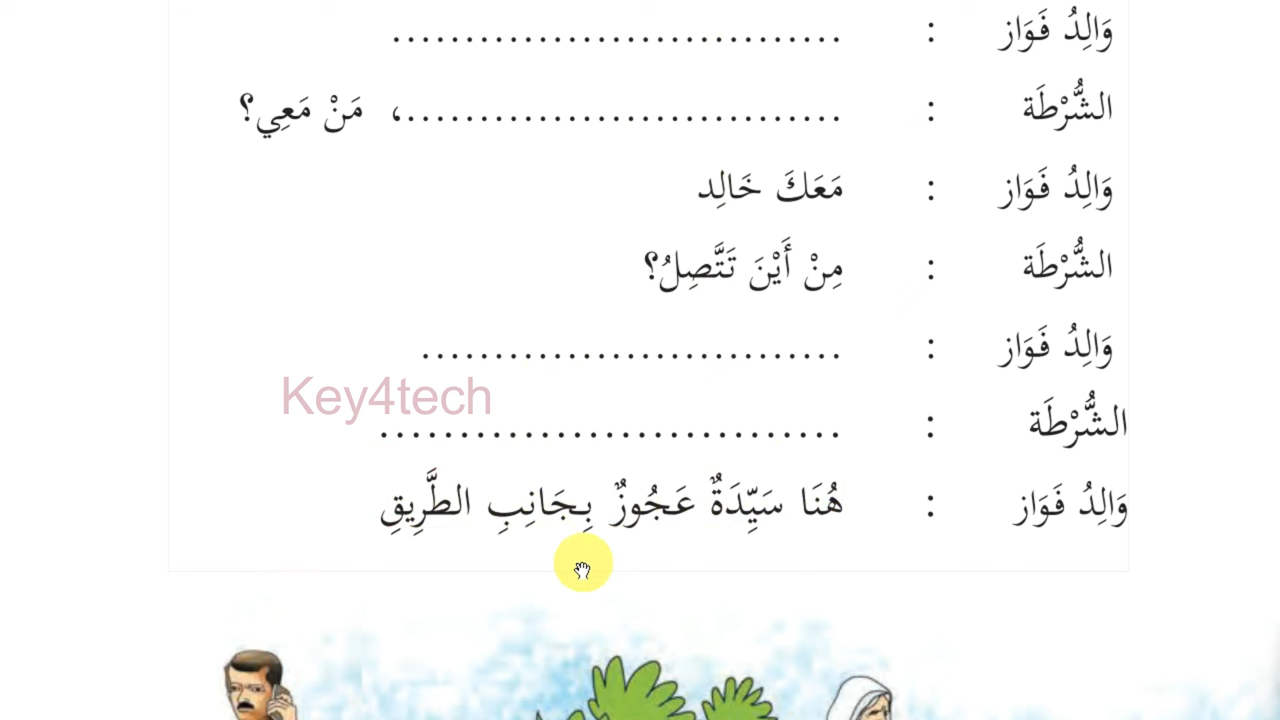 وَالِدُ فَوَاز : ...............................
الشُّرْطَة : ..............................، مَنْ مَعِي؟
وَالِدُ فَوَاز : مَعَكَ خَالِد
الشُّرْطَة : مِنْ أَيْنَ تَتَّصِلُ؟
وَالِدُ فَوَاز : .............................
Key4tech
الشُّرْطَة : .............................
وَالِدُ فَوَاز : هُنَا سَيِّدَةٌ عَجُوزٌ بِجَانِبِ الطَّرِيقِ